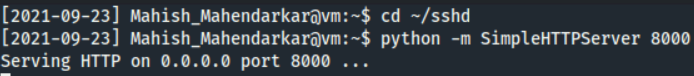 [2021-09-23] Mahish_Mahendarkar@vm:~$ cd ~/sshd
[2021-09-23] Mahish_Mahendarkar@vm:~$ python -m SimpleHTTPServer 8000
Serving HTTP on 0.0.0.0 port 8000 ...